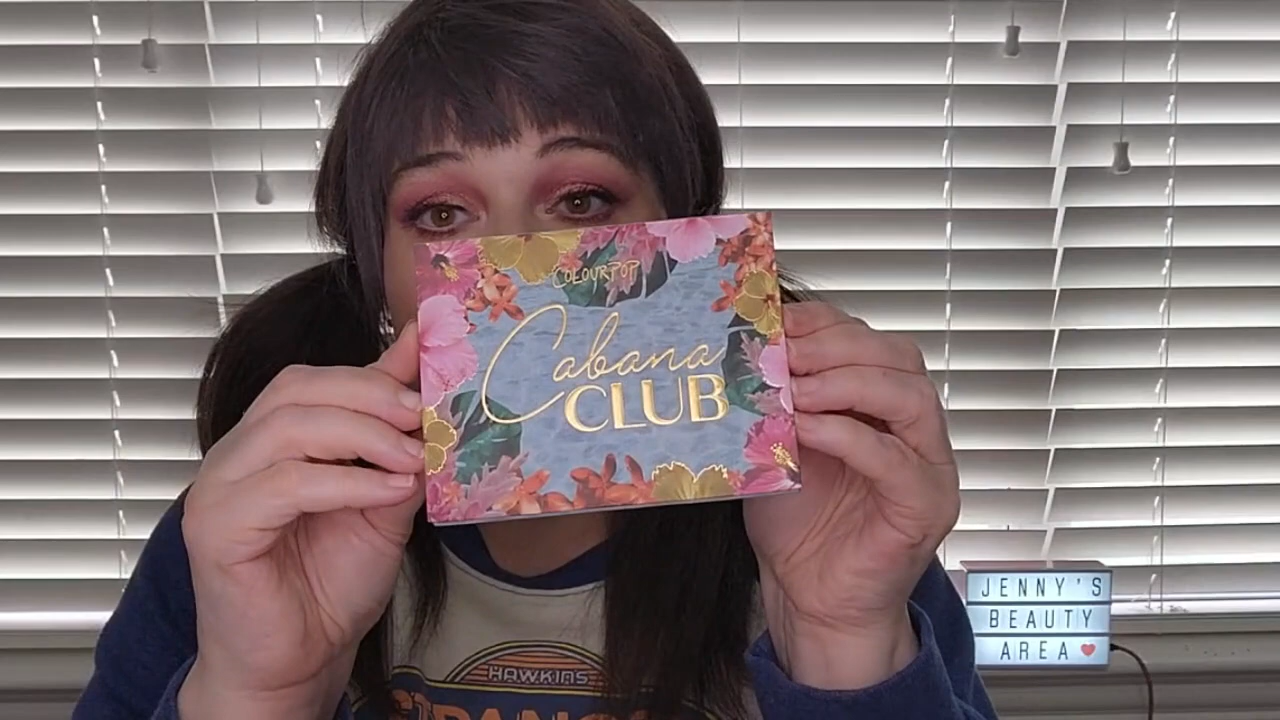 COLOURPOP
Cabana
CLUB
HAWKINS
JENNY'S
BEAUTY
AREA ♥